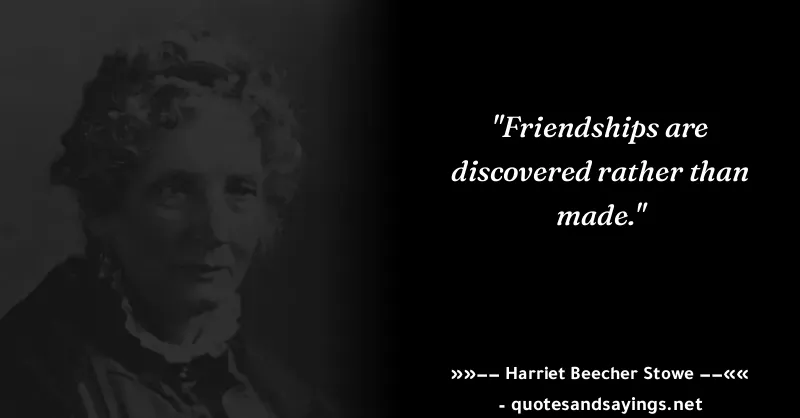 "Friendships are
discovered rather than
made."
»»−− Harriet Beecher Stowe −−««
- quotesandsayings.net